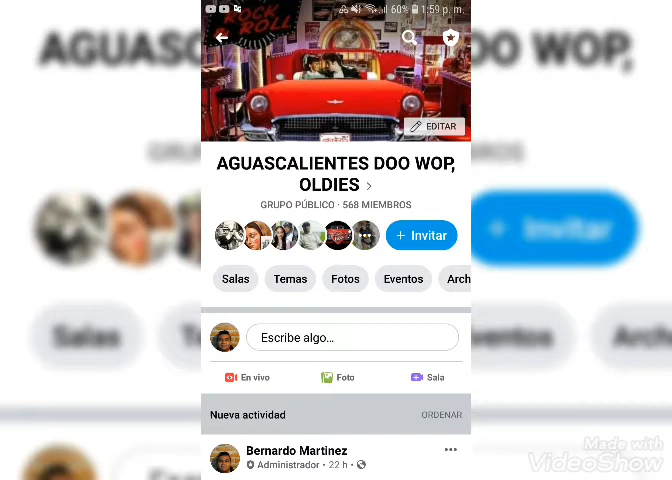 60% 1:59 p. m.
ROCK
ROLL
EDITAR
AGUASCALIENTES DOO WOP,
OLDIES
GRUPO PÚBLICO · 568 MIEMBROS
+ Invitar
Salas Temas Fotos Eventos Arch
Escribe algo...
En vivo Foto Sala
Nueva actividad ORDENAR
Bernardo Martinez
Administrador · 22 h ·
Made with
VideoShow